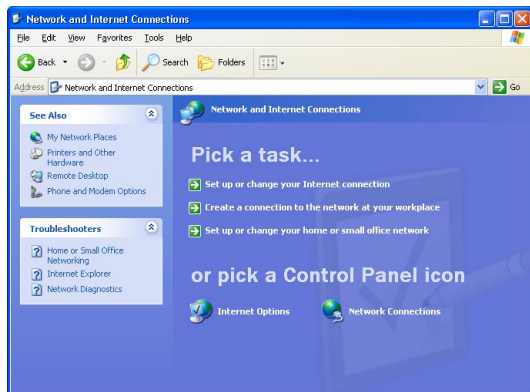 Network and Internet Connections
File Edit View Favorites Tools Help
Back Search Folders
Address Network and Internet Connections Go
See Also
My Network Places
Printers and Other
Hardware
Remote Desktop
Phone and Modem Options
Troubleshooters
Home or Small Office
Networking
Internet Explorer
Network Diagnostics
Network and Internet Connections
Pick a task...
Set up or change your Internet connection
Create a connection to the network at your workplace
Set up or change your home or small office network
or pick a Control Panel icon
Internet Options Network Connections